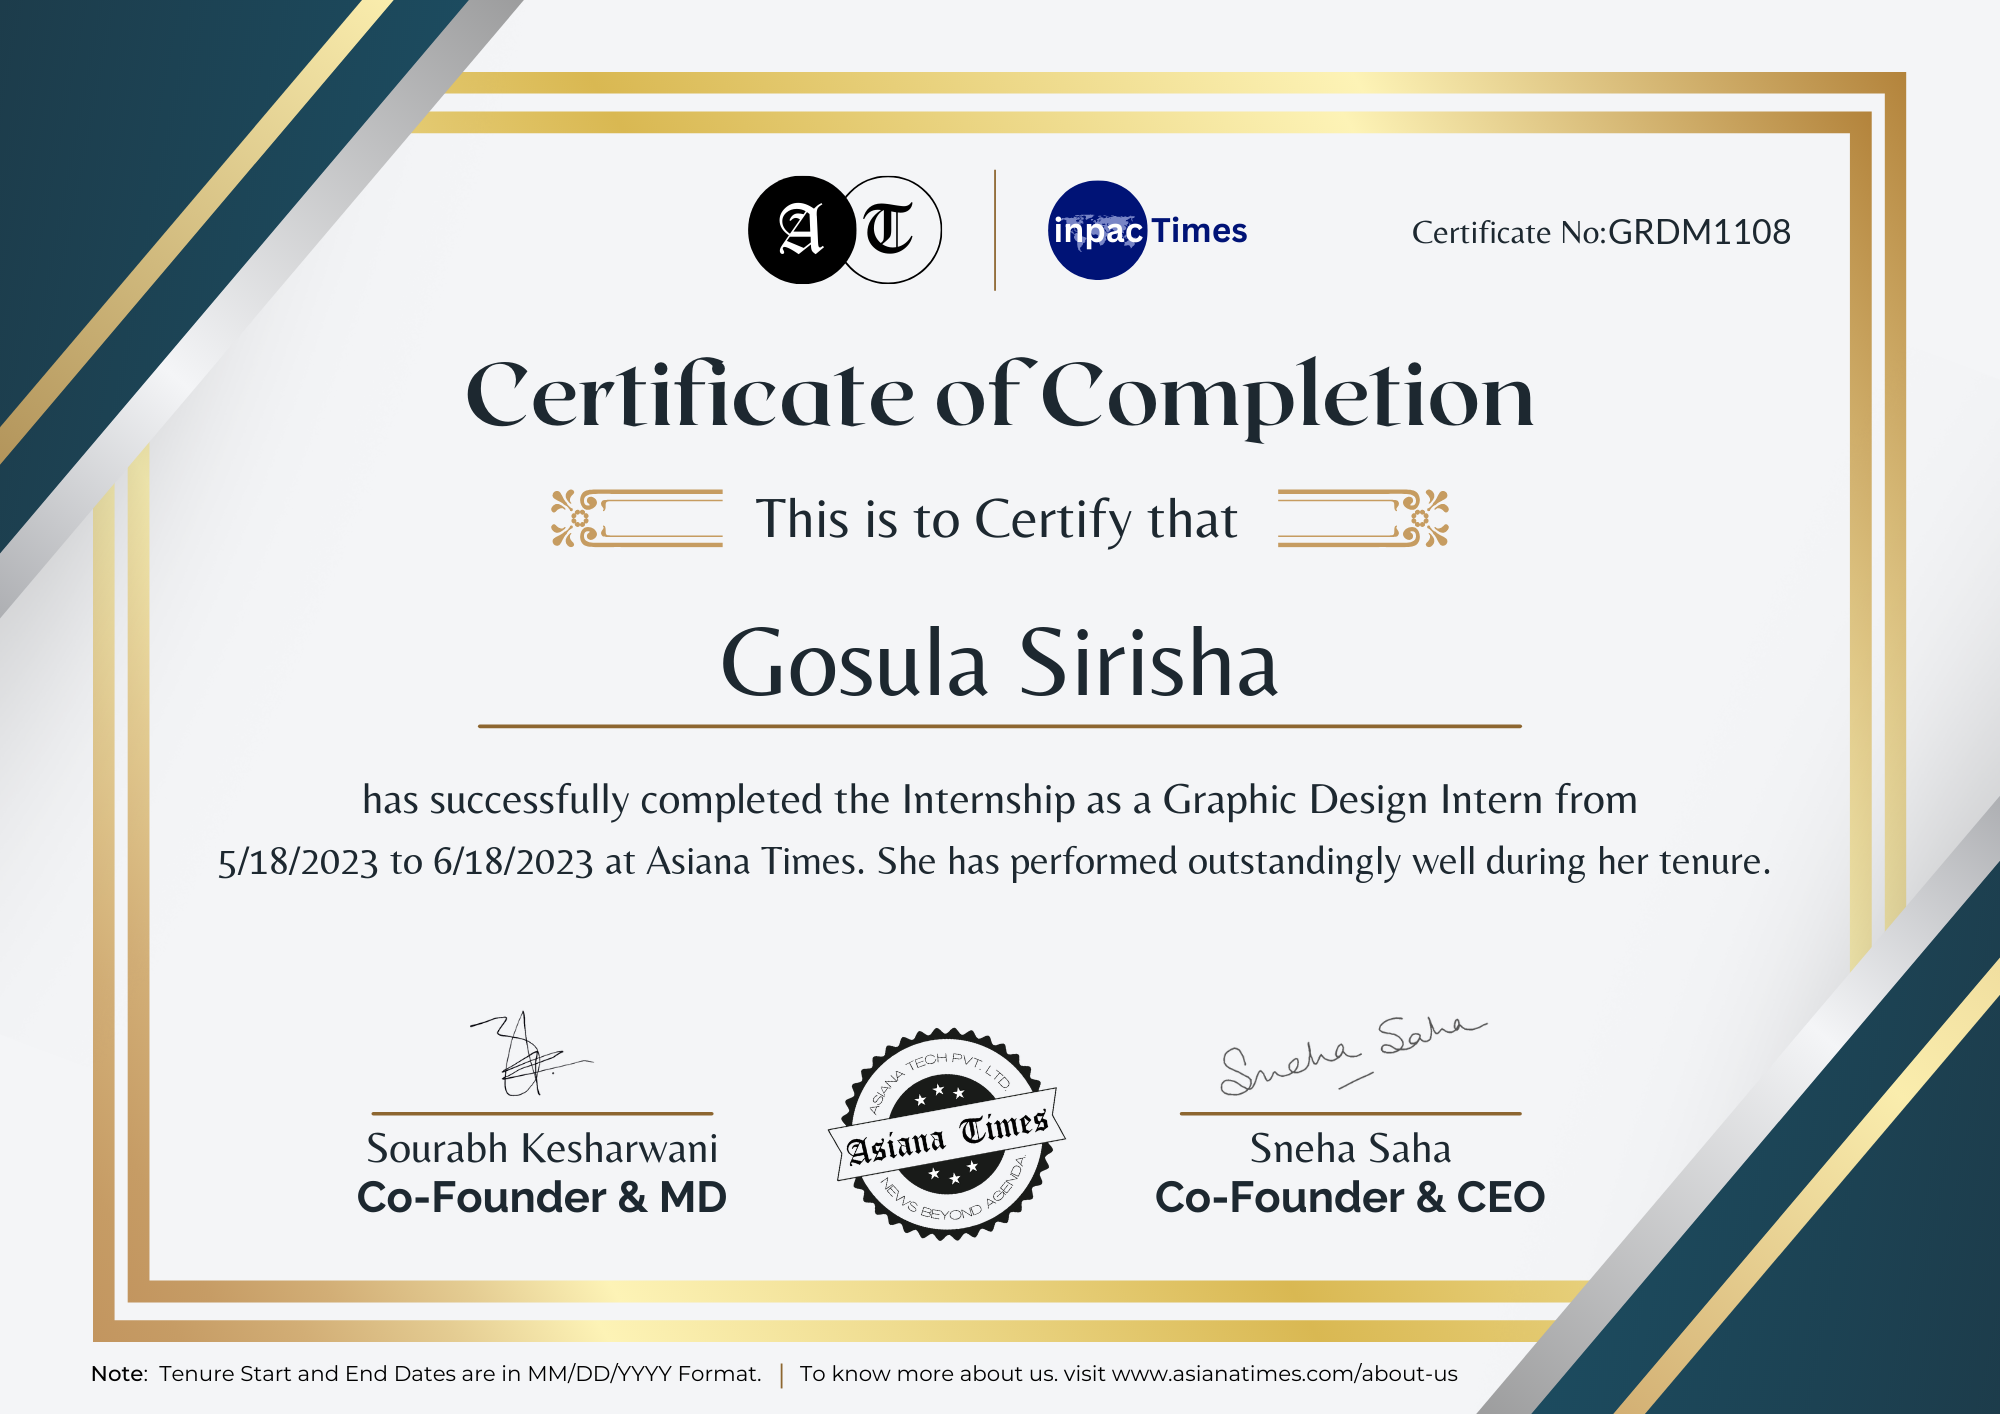 A T
inpac Times
Certificate No:GRDM1108
Certificate of Completion
This is to Certify that
Gosula Sirisha
has successfully completed the Internship as a Graphic Design Intern from
5/18/2023 to 6/18/2023 at Asiana Times. She has performed outstandingly well during her tenure.
Sneha Saha
ASIANA TECH PVT. LTD.
Asiana Times
NEWS BEYOND AGENDA
Sourabh Kesharwani
Co-Founder & MD
Sneha Saha
Co-Founder & CEO
Note: Tenure Start and End Dates are in MM/DD/YYYY Format. | To know more about us. visit www.asianatimes.com/about-us